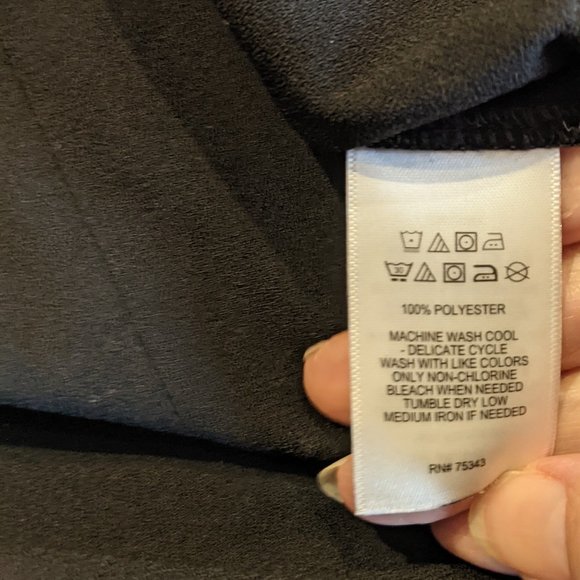 30
100% POLYESTER
MACHINE WASH COOL
- DELICATE CYCLE
WASH WITH LIKE COLORS
ONLY NON-CHLORINE
BLEACH WHEN NEEDED
TUMBLE DRY LOW
MEDIUM IRON IF NEEDED
RN# 75343